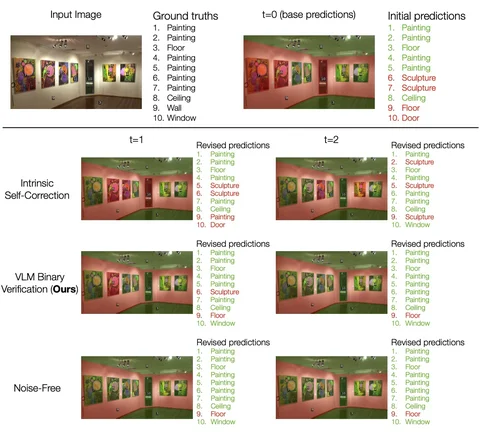 Input Image
Ground truths
1. Painting
2. Painting
3. Floor
4. Painting
5. Painting
6. Painting
7. Painting
8. Ceiling
9. Wall
10. Window
t=0 (base predictions)
Initial predictions
1. Painting
2. Painting
3. Floor
4. Painting
5. Painting
6. Sculpture
7. Sculpture
8. Ceiling
9. Floor
10. Door
t=1
t=2
Intrinsic
Self-Correction
Revised predictions
1. Painting
2. Painting
3. Floor
4. Painting
5. Sculpture
6. Sculpture
7. Painting
8. Ceiling
9. Painting
10. Door
Revised predictions
1. Painting
2. Sculpture
3. Floor
4. Painting
5. Sculpture
6. Painting
7. Painting
8. Ceiling
9. Sculpture
10. Window
VLM Binary
Verification (Ours)
Revised predictions
1. Painting
2. Painting
3. Floor
4. Painting
5. Painting
6. Sculpture
7. Painting
8. Ceiling
9. Floor
10. Window
Revised predictions
1. Painting
2. Painting
3. Floor
4. Painting
5. Painting
6. Painting
7. Painting
8. Ceiling
9. Floor
10. Window
Noise-Free
Revised predictions
1. Painting
2. Painting
3. Floor
4. Painting
5. Painting
6. Painting
7. Painting
8. Ceiling
9. Floor
10. Window
Revised predictions
1. Painting
2. Painting
3. Floor
4. Painting
5. Painting
6. Painting
7. Painting
8. Ceiling
9. Floor
10. Window